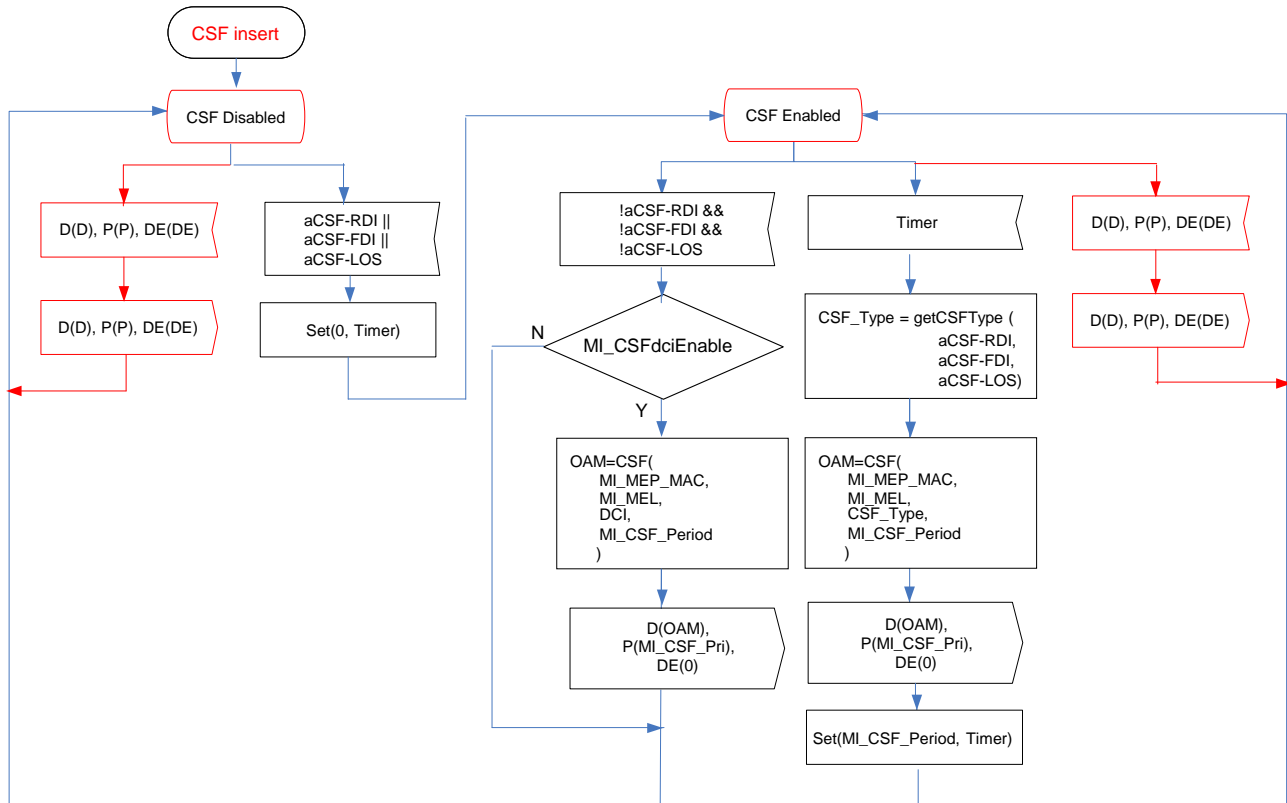 CSF insert
CSF Disabled
CSF Enabled
D(D), P(P), DE(DE)
aCSF-RDI ||
aCSF-FDI ||
aCSF-LOS
!aCSF-RDI &&
!aCSF-FDI &&
!aCSF-LOS
Timer
D(D), P(P), DE(DE)
D(D), P(P), DE(DE)
Set(0, Timer)
N
MI_CSFdciEnable
Y
CSF_Type = getCSFType (
aCSF-RDI,
aCSF-FDI,
aCSF-LOS)
D(D), P(P), DE(DE)
OAM=CSF(
MI_MEP_MAC,
MI_MEL,
DCI,
MI_CSF_Period
)
OAM=CSF(
MI_MEP_MAC,
MI_MEL,
CSF_Type,
MI_CSF_Period
)
D(OAM),
P(MI_CSF_Pri),
DE(0)
D(OAM),
P(MI_CSF_Pri),
DE(0)
Set(MI_CSF_Period, Timer)